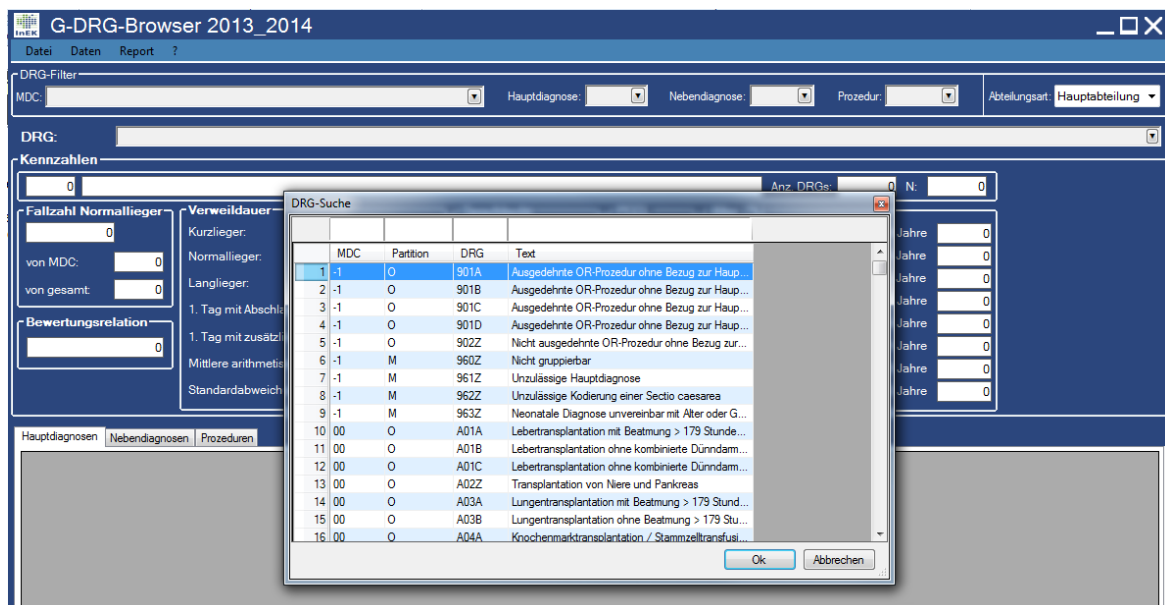 InEK G-DRG-Browser 2013_2014
Datei Daten Report ?
DRG-Filter
MDC: Hauptdiagnose: Nebendiagnose: Prozedur: Abteilungsart: Hauptabteilung
DRG:
Kennzahlen
0 Anz. DRGs: 0 N: 0
Fallzahl Normallieger Verweildauer
0 Kurzlieger: Jahre 0
von MDC: 0 Normallieger: Jahre 0
von gesamt: 0 Langlieger: Jahre 0
1. Tag mit Abschla Jahre 0
Bewertungsrelation
0 1. Tag mit zusätzli Jahre 0
Jahre 0
Mittlere arithmetis Jahre 0
Standardabweich Jahre 0
Hauptdiagnosen Nebendiagnosen Prozeduren
DRG-Suche
MDC Partition DRG Text
1 -1 O 901A Ausgedehnte OR-Prozedur ohne Bezug zur Haup...
2 -1 O 901B Ausgedehnte OR-Prozedur ohne Bezug zur Haup...
3 -1 O 901C Ausgedehnte OR-Prozedur ohne Bezug zur Haup...
4 -1 O 901D Ausgedehnte OR-Prozedur ohne Bezug zur Haup...
5 -1 O 902Z Nicht ausgedehnte OR-Prozedur ohne Bezug zur...
6 -1 M 960Z Nicht gruppierbar
7 -1 M 961Z Unzulässige Hauptdiagnose
8 -1 M 962Z Unzulässige Kodierung einer Sectio caesarea
9 -1 M 963Z Neonatale Diagnose unvereinbar mit Alter oder G...
10 00 O A01A Lebertransplantation mit Beatmung > 179 Stunde...
11 00 O A01B Lebertransplantation ohne kombinierte Dünndarm...
12 00 O A01C Lebertransplantation ohne kombinierte Dünndarm...
13 00 O A02Z Transplantation von Niere und Pankreas
14 00 O A03A Lungentransplantation mit Beatmung > 179 Stund...
15 00 O A03B Lungentransplantation ohne Beatmung > 179 Stu...
16 00 O A04A Knochenmarktransplantation / Stammzelltransfusi...
Ok Abbrechen